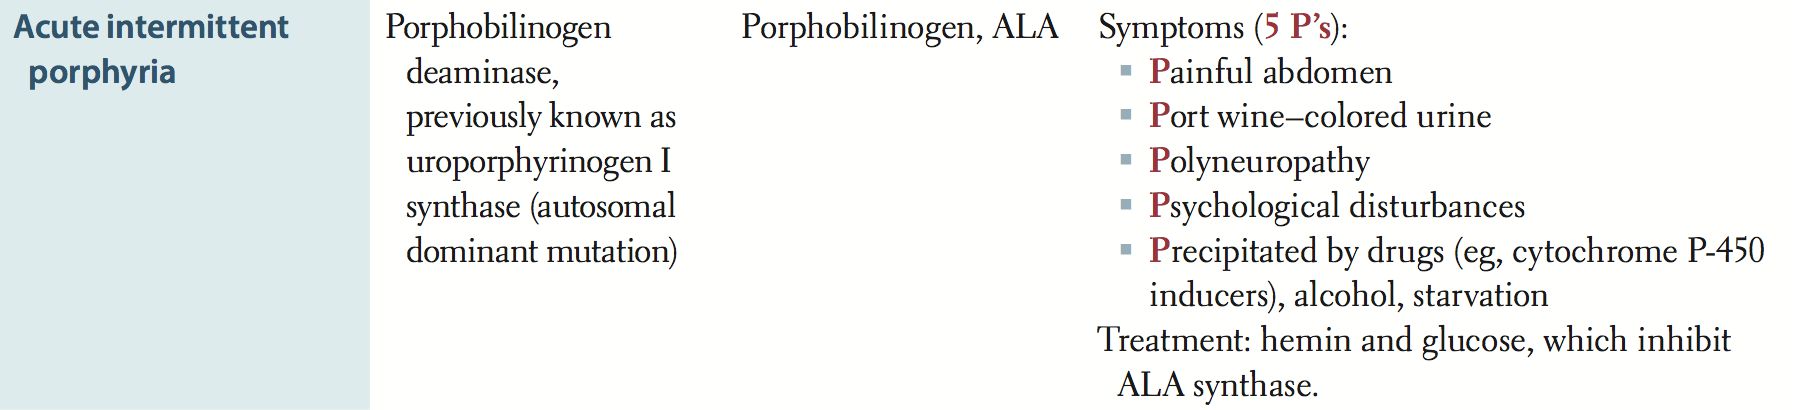 Acute intermittent
porphyria
Porphobilinogen
deaminase,
previously known as
uroporphyrinogen I
synthase (autosomal
dominant mutation)
Porphobilinogen, ALA
Symptoms (5 P’s):
▪ Painful abdomen
▪ Port wine–colored urine
▪ Polyneuropathy
▪ Psychological disturbances
▪ Precipitated by drugs (eg, cytochrome P-450
inducers), alcohol, starvation
Treatment: hemin and glucose, which inhibit
ALA synthase.